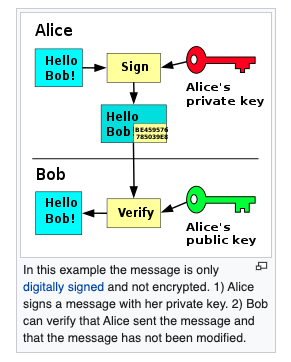 Alice
Hello
Bob!
Sign
Alice's
private key
Hello
Bob
BE459576
785039E8
Bob
Hello
Bob!
Verify
Alice's
public key
In this example the message is only
digitally signed and not encrypted. 1) Alice
signs a message with her private key. 2) Bob
can verify that Alice sent the message and
that the message has not been modified.